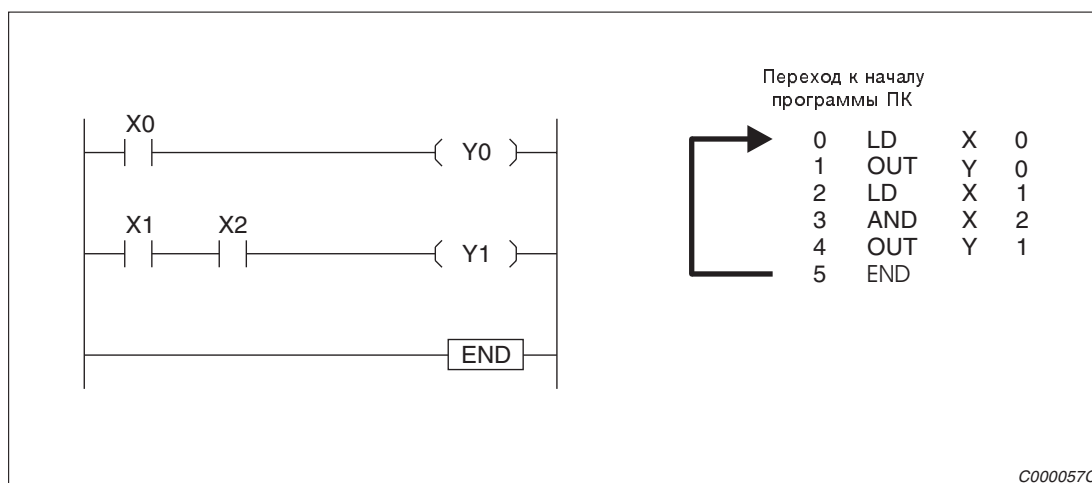 X0
Y0
X1 X2
Y1
END
Переход к началу
программы ПК
0 LD X 0
1 OUT Y 0
2 LD X 1
3 AND X 2
4 OUT Y 1
5 END
C000057C